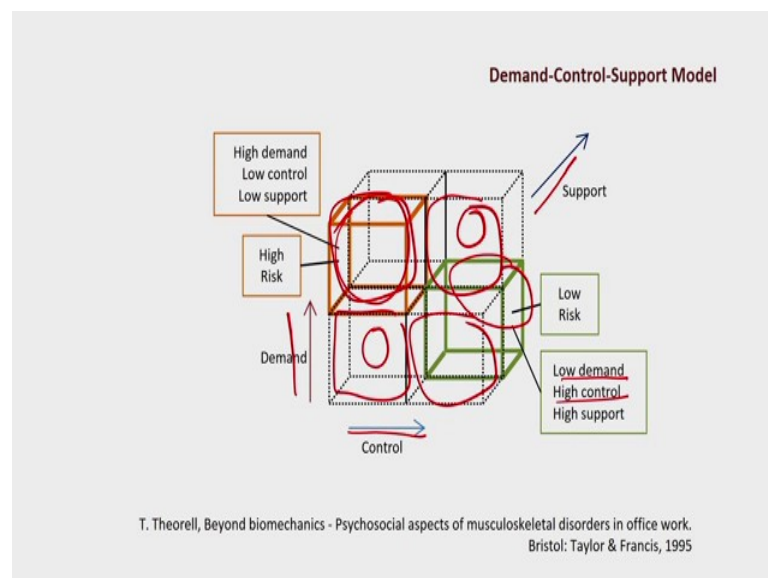 Demand-Control-Support Model
High demand
Low control
Low support
High
Risk
Support
Low
Risk
Demand
Low demand
High control
High support
Control
T. Theorell, Beyond biomechanics - Psychosocial aspects of musculoskeletal disorders in office work.
Bristol: Taylor & Francis, 1995